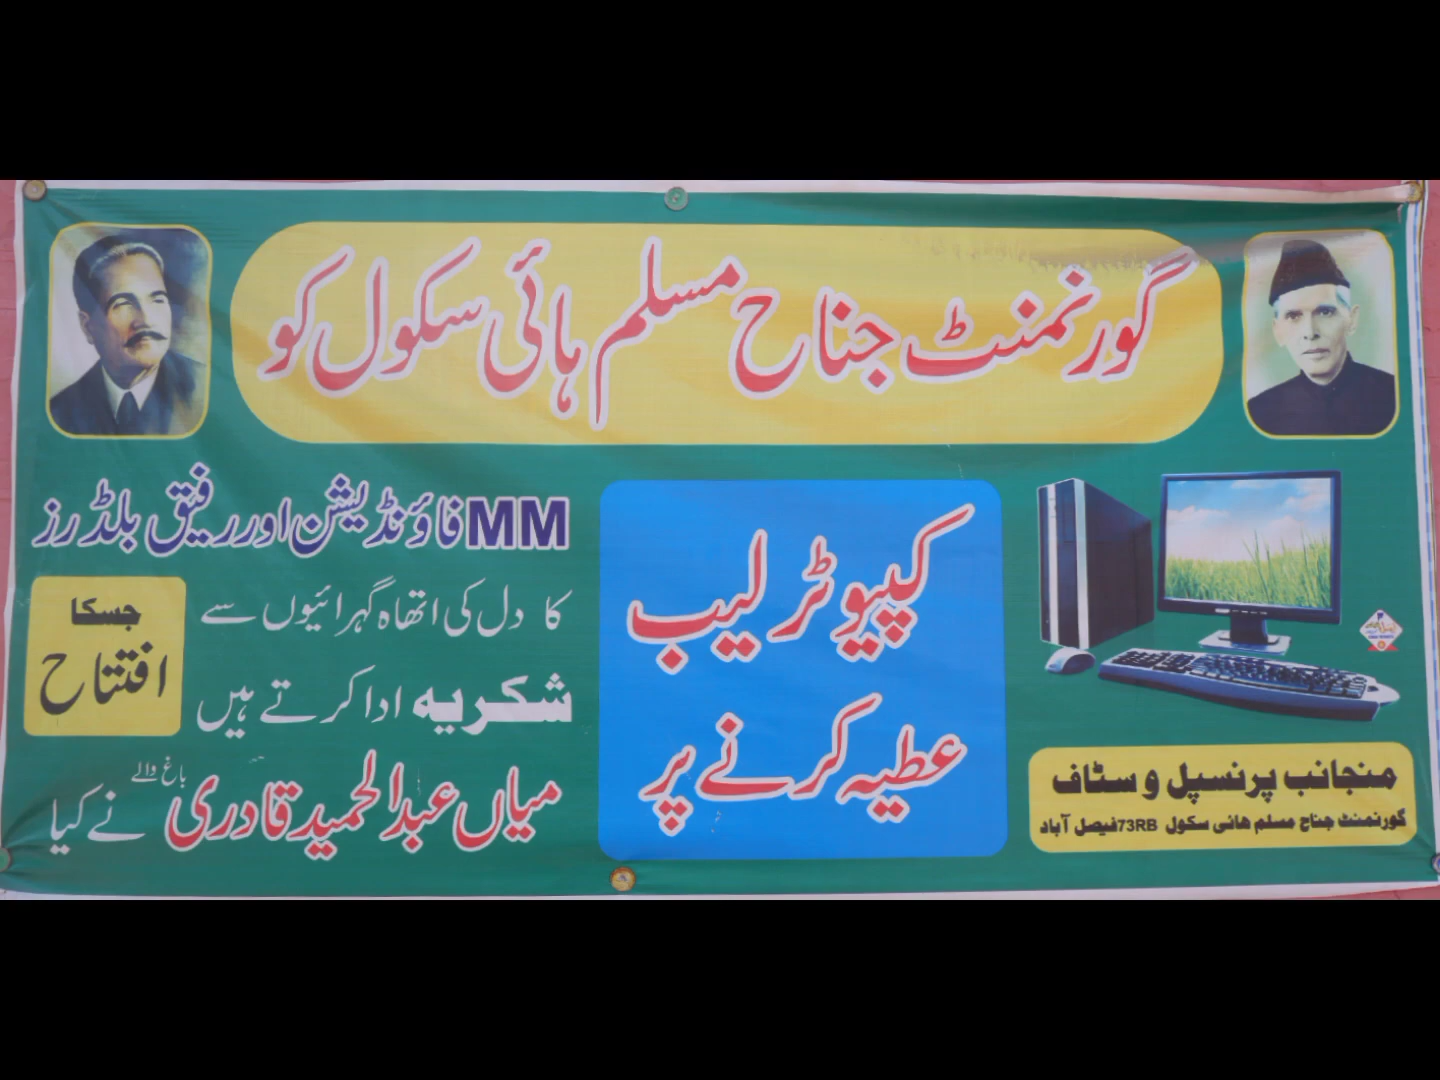 گورنمنٹ جناح مسلم ہائی سکول کو
کمپیوٹر لیب
عطیہ کرنے پر
MM فاؤنڈیشن اور رفیق بلڈرز
کا دل کی اتھاہ گہرائیوں سے
شکریہ ادا کرتے ہیں
جسکا
افتتاح
میاں عبدالحمید قادری باغ والے نے کیا
منجانب پرنسپل و سٹاف
گورنمنٹ جناح مسلم ھائی سکول 73RB فیصل آباد